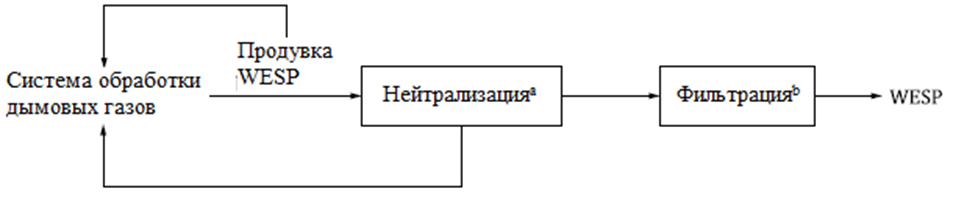 Продувка
WESP
Система обработки
дымовых газов
Нейтрализацияᵃ
Фильтрацияᵇ
WESP